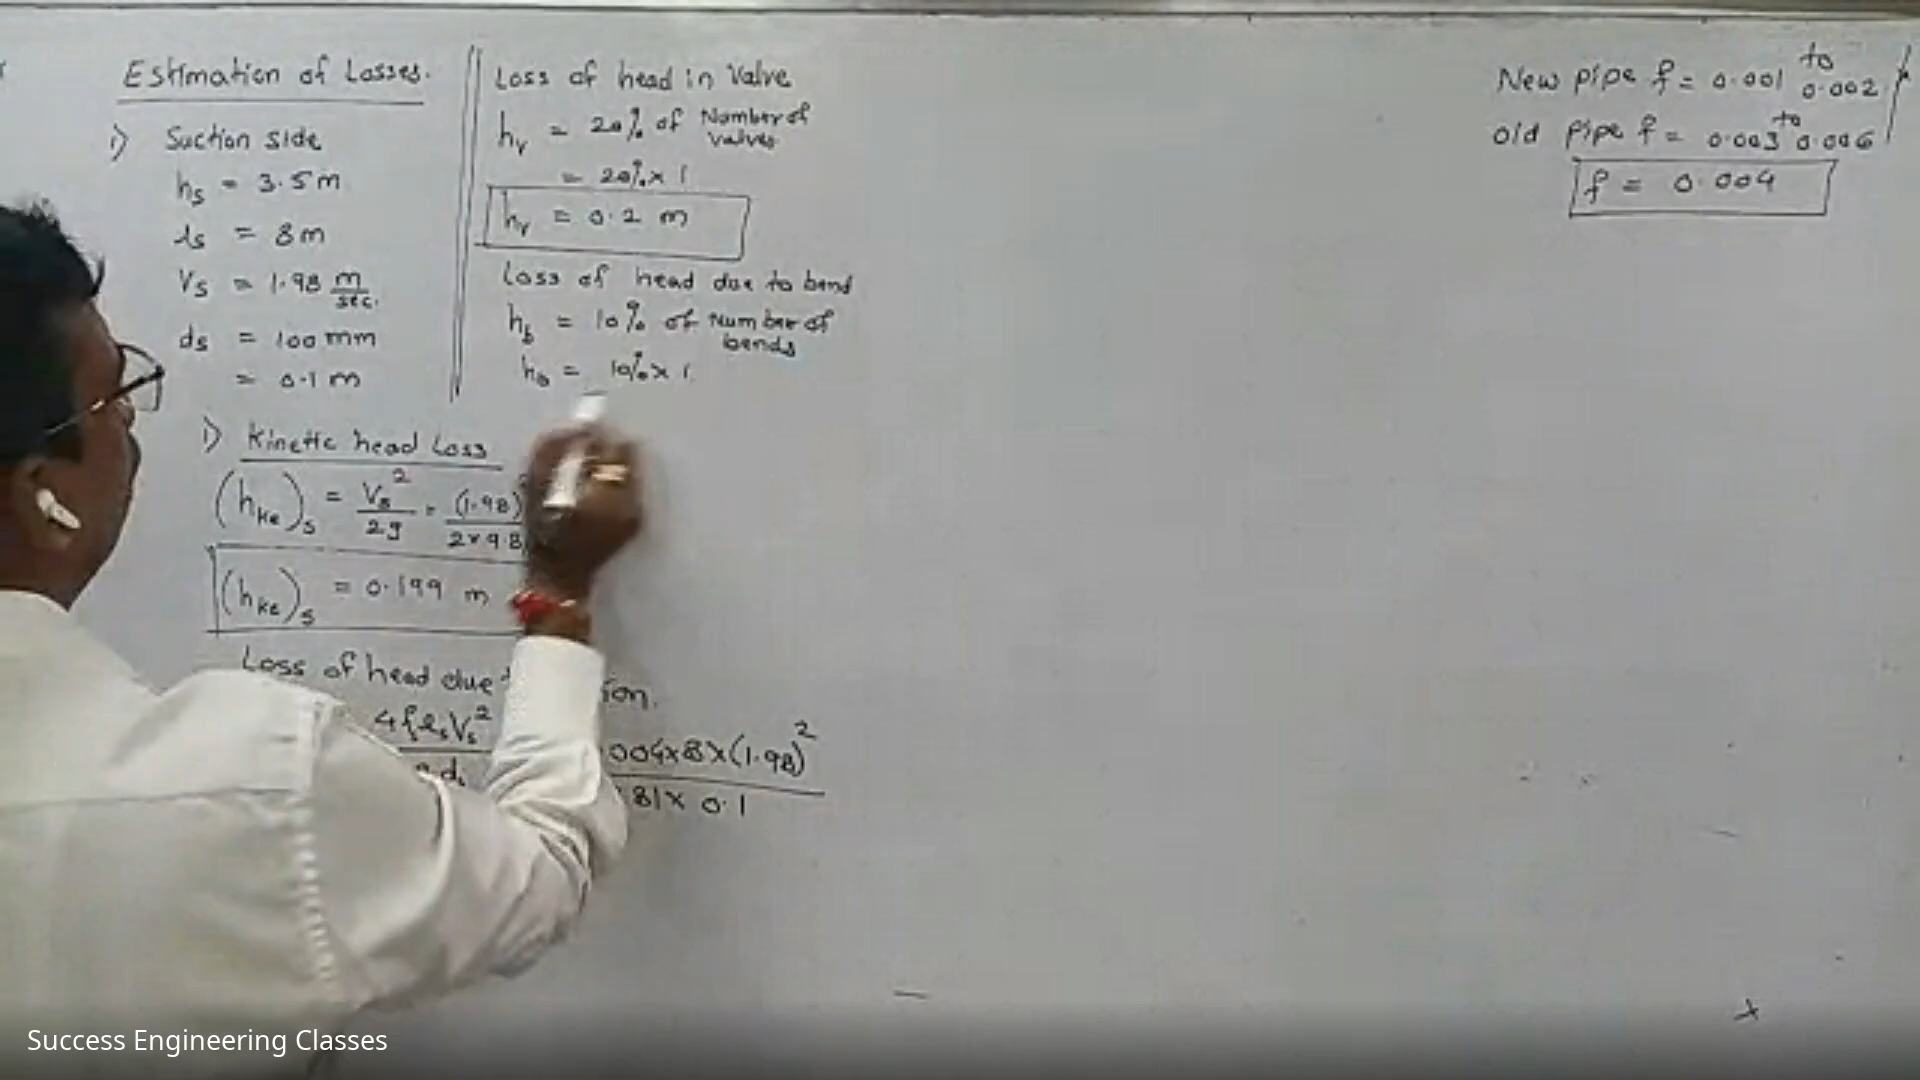 Estimation of Losses.
1) Suction side
hs = 3.5 m
ls = 8 m
Vs = 1.98 m/sec.
ds = 100 mm
= 0.1 m
1) Kinetic head Loss
(hke)s = Vs²/2g = (1.98)/2×9.8
(hke)s = 0.199 m
Loss of head due
4flsVs² 004×8×(1.98)²
ds 81× 0.1
Loss of head in Valve
hv = 20% of Number of valves
= 20% × 1
hv = 0.2 m
Loss of head due to bend
hb = 10% of Number of bends
hb = 10% × 1
New pipe f = 0.001 to 0.002
old pipe f = 0.003 to 0.006
f = 0.004
Success Engineering Classes